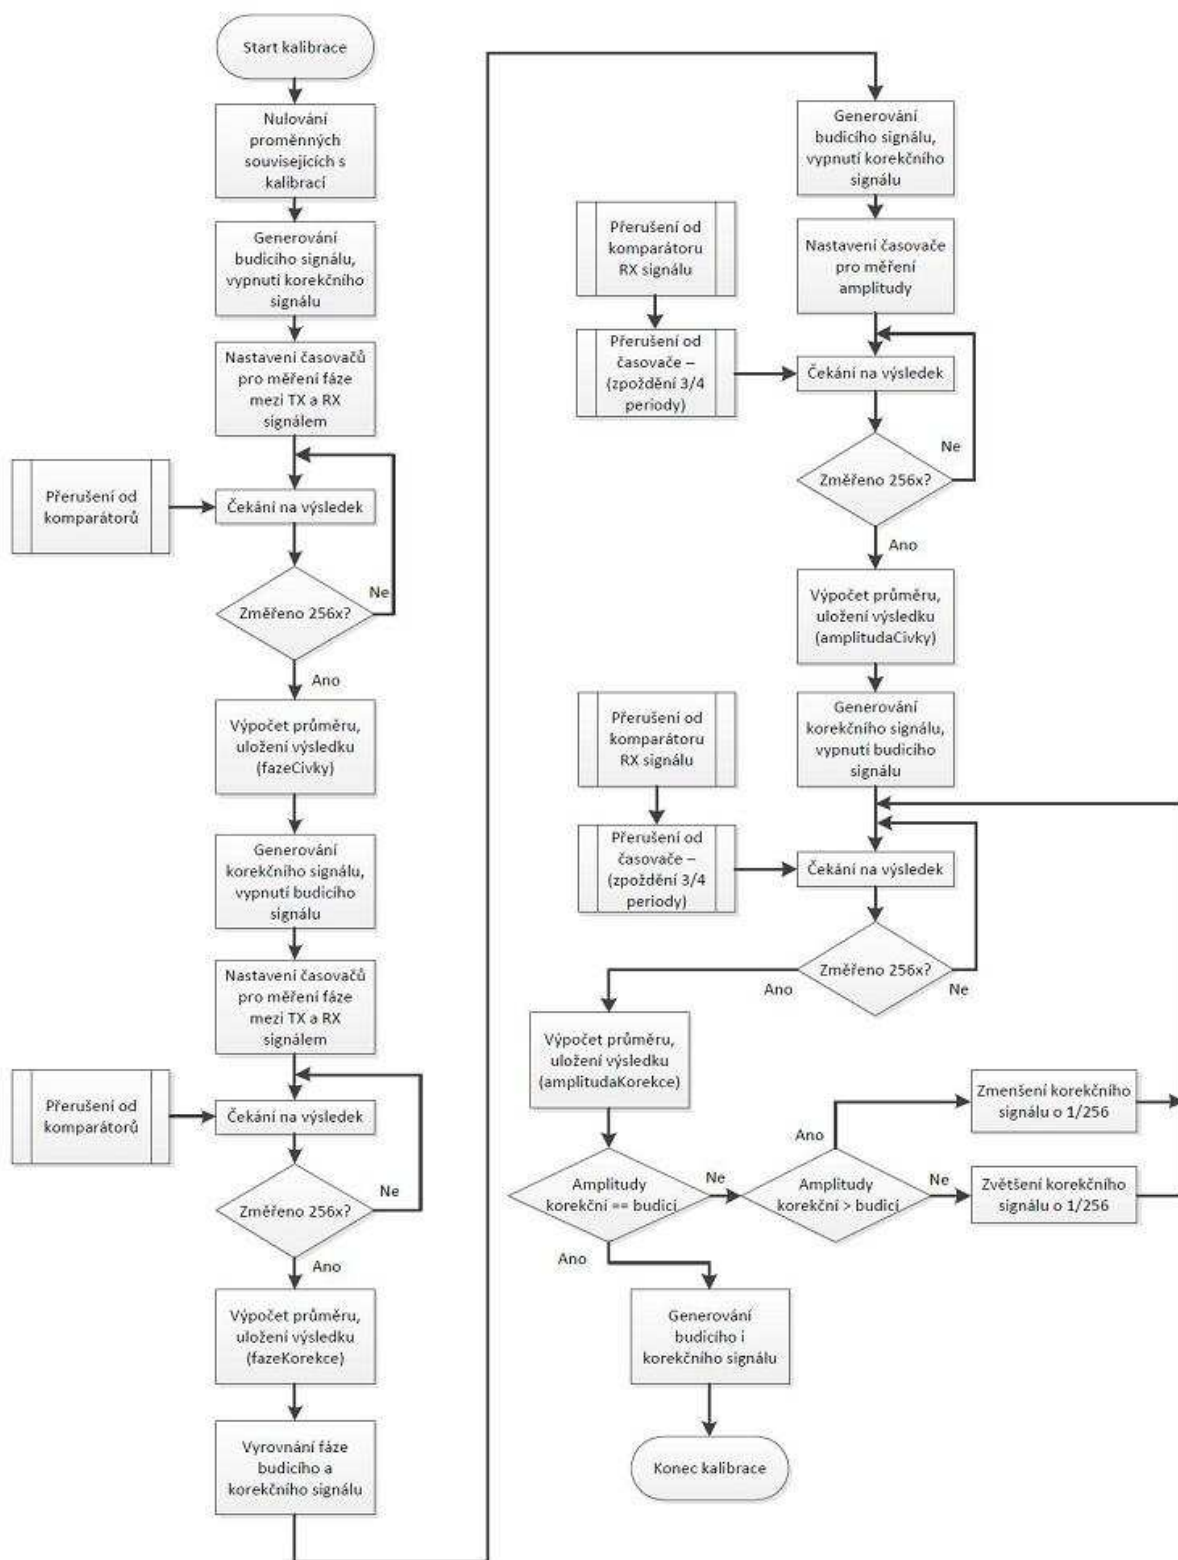 Start kalibrace
Nulování
proměnných
souvisejících s
kalibrací
Generování
budicího signálu,
vypnutí korekčního
signálu
Nastavení časovačů
pro měření fáze
mezi TX a RX
signálem
Přerušení od
komparátorů
Čekání na výsledek
Ne
Změřeno 256x?
Ano
Výpočet průměru,
uložení výsledku
(fazeCivky)
Generování
korekčního signálu,
vypnutí budicího
signálu
Nastavení časovačů
pro měření fáze
mezi TX a RX
signálem
Přerušení od
komparátorů
Čekání na výsledek
Ne
Změřeno 256x?
Ano
Výpočet průměru,
uložení výsledku
(fazeKorekce)
Vyrovnání fáze
budicího a
korekčního signálu
Generování
budicího signálu,
vypnutí korekčního
signálu
Nastavení časovače
pro měření
amplitudy
Přerušení od
komparátoru
RX signálu
Přerušení od
časovače –
(zpoždění 3/4
periody)
Čekání na výsledek
Ne
Změřeno 256x?
Ano
Výpočet průměru,
uložení výsledku
(amplitudaCivky)
Generování
korekčního signálu,
vypnutí budicího
signálu
Přerušení od
komparátoru
RX signálu
Přerušení od
časovače –
(zpoždění 3/4
periody)
Čekání na výsledek
Změřeno 256x?
Ano
Ne
Výpočet průměru,
uložení výsledku
(amplitudaKorekce)
Amplitudy
korekční == budicí
Ne
Amplitudy
korekční > budicí
Ano
Zmenšení korekčního
signálu o 1/256
Ne
Zvětšení korekčního
signálu o 1/256
Ano
Generování
budicího i
korekčního signálu
Konec kalibrace